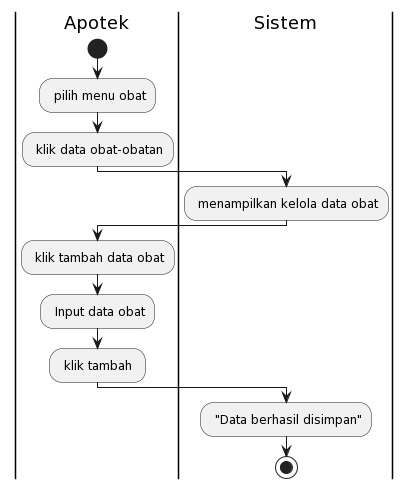 Apotek
Sistem
pilih menu obat
klik data obat-obatan
menampilkan kelola data obat
klik tambah data obat
Input data obat
klik tambah
"Data berhasil disimpan"